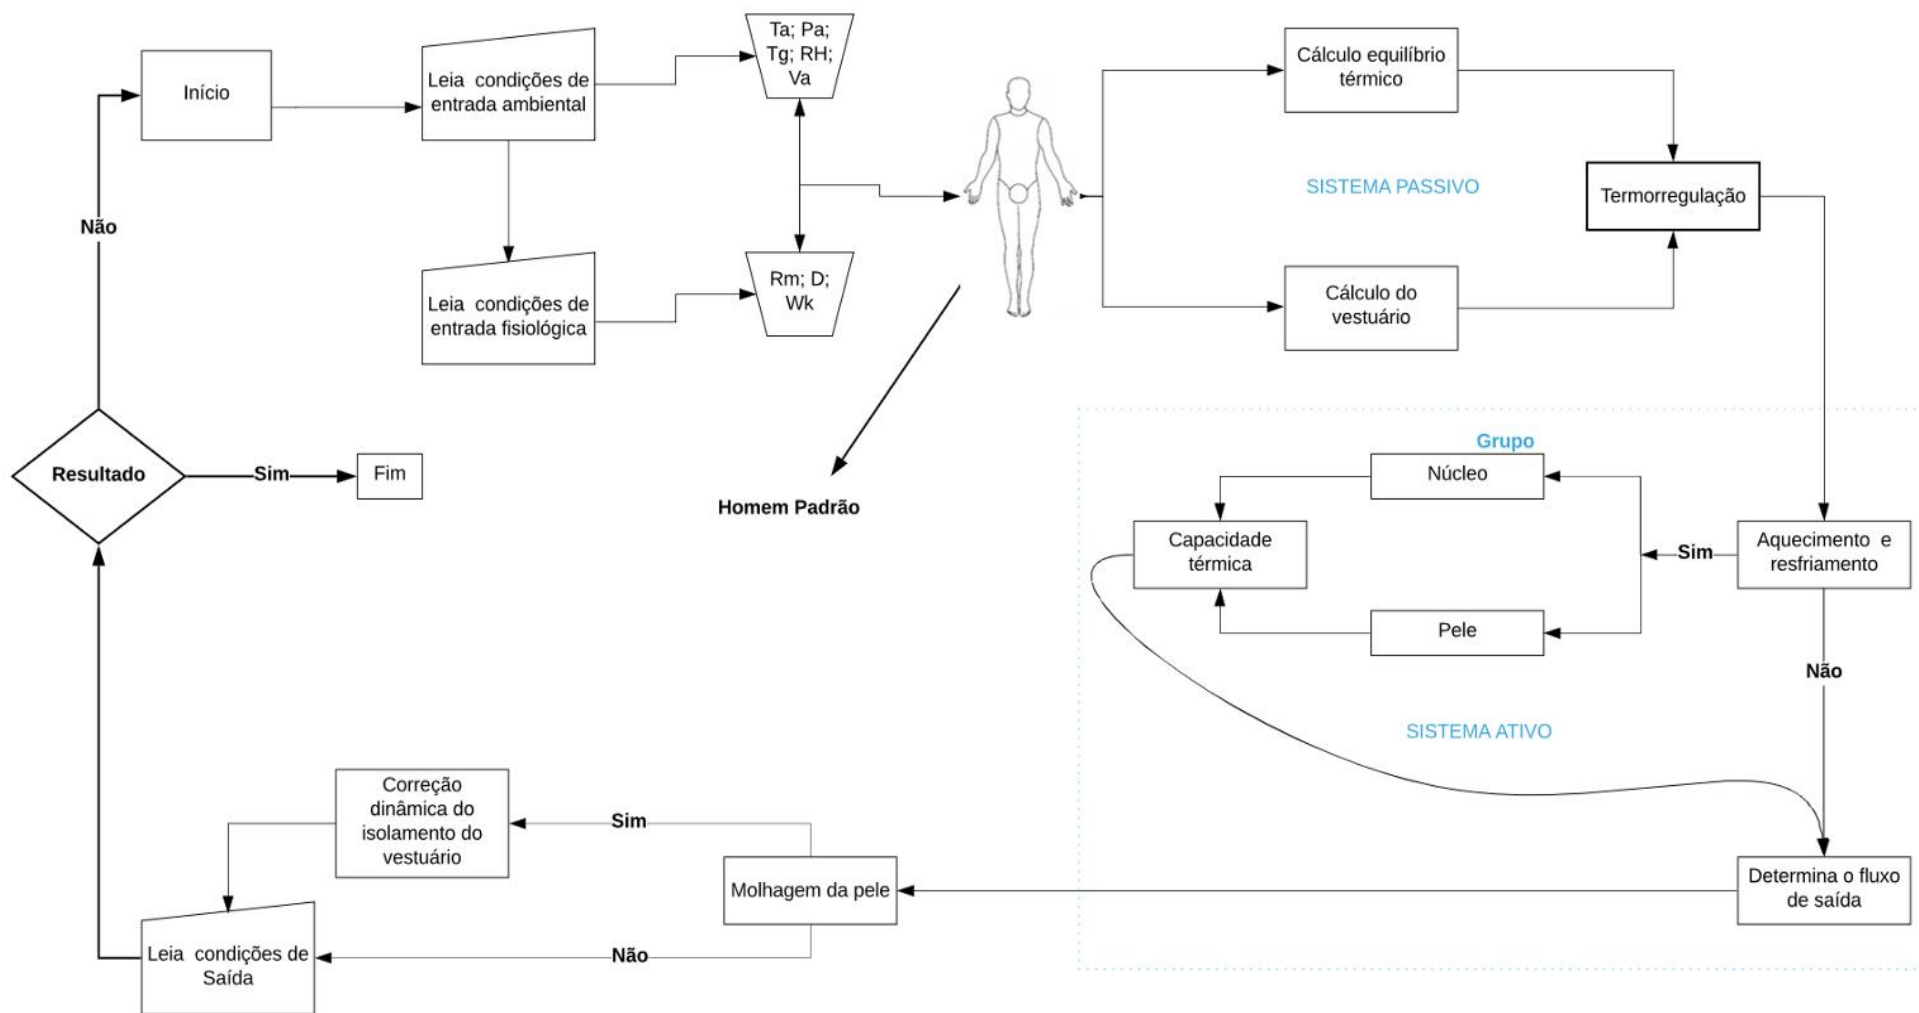 Início
Leia condições de
entrada ambiental
Ta; Pa;
Tg; RH;
Va
Cálculo equilíbrio
térmico
SISTEMA PASSIVO
Termorregulação
Não
Leia condições de
entrada fisiológica
Rm; D;
Wk
Cálculo do
vestuário
Resultado
Sim
Fim
Homem Padrão
Grupo
Núcleo
Capacidade
térmica
Sim
Aquecimento e
resfriamento
Pele
Não
SISTEMA ATIVO
Correção
dinâmica do
isolamento do
vestuário
Sim
Molhagem da pele
Determina o fluxo
de saída
Leia condições de
Saída
Não